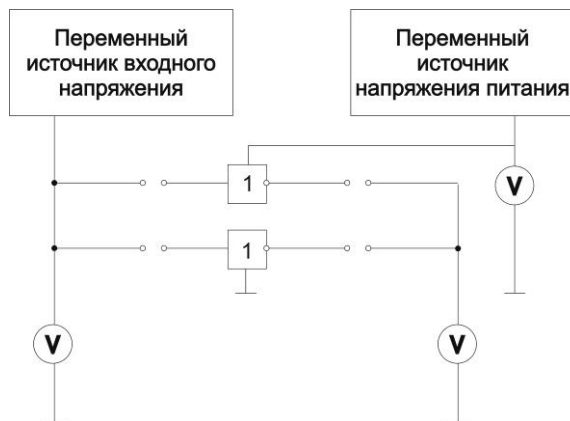 Переменный
источник входного
напряжения
Переменный
источник
напряжения питания
1
V
1
V
V